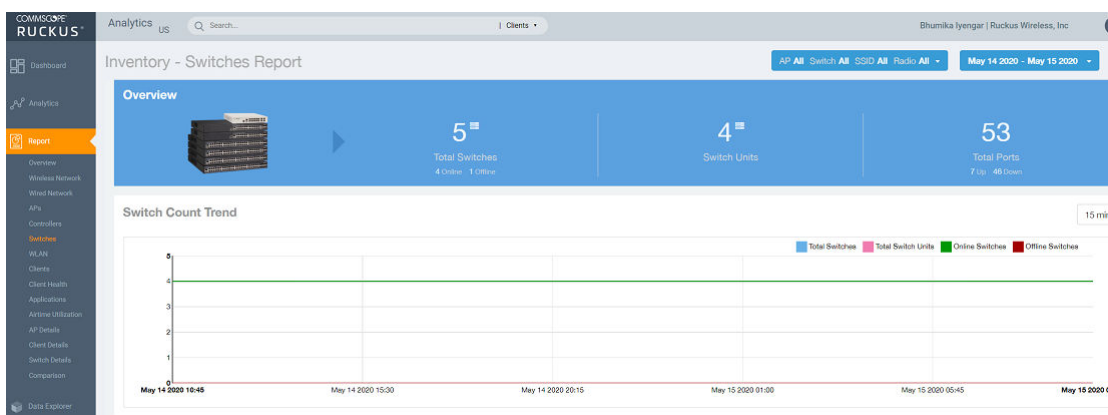 COMMSCOPE
RUCKUS
Analytics US
Search...
Clients
Bhumika Iyengar | Ruckus Wireless, Inc
Dashboard
Analytics
Report
Overview
Wireless Network
Wired Network
APs
Controllers
Switches
WLAN
Clients
Client Health
Applications
Airtime Utilization
AP Details
Client Details
Switch Details
Comparison
Data Explorer
Inventory - Switches Report
AP All Switch All SSID All Radio All
May 14 2020 - May 15 2020
Overview
5
Total Switches
4 Online 1 Offline
4
Switch Units
53
Total Ports
7 Up 46 Down
Switch Count Trend
15 min
Total Switches Total Switch Units Online Switches Offline Switches
5
4
3
2
1
0
May 14 2020 10:45 May 14 2020 15:30 May 14 2020 20:15 May 15 2020 01:00 May 15 2020 05:45 May 15 2020